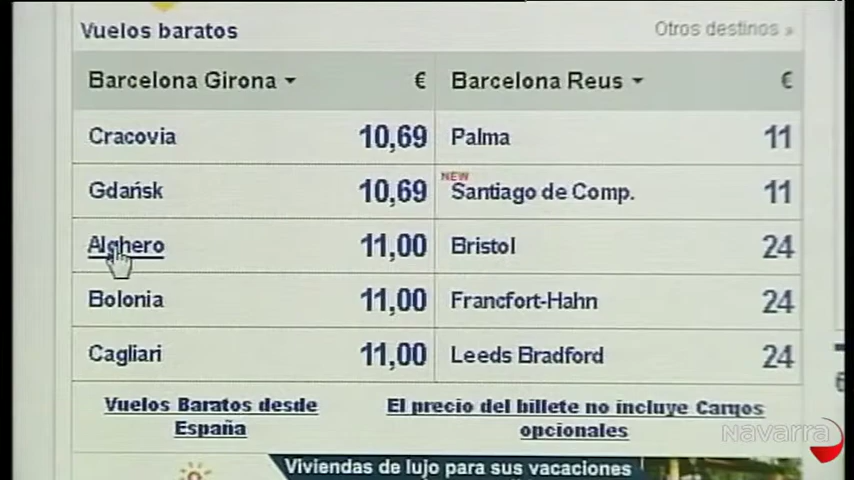 Vuelos baratos
Otros destinos »
Barcelona Girona €
Barcelona Reus €
Cracovia 10,69
Palma 11
Gdańsk 10,69
NEW
Santiago de Comp. 11
Alghero 11,00
Bristol 24
Bolonia 11,00
Francfort-Hahn 24
Cagliari 11,00
Leeds Bradford 24
Vuelos Baratos desde
España
El precio del billete no incluye Cargos
opcionales
Navarra
Viviendas de lujo para sus vacaciones